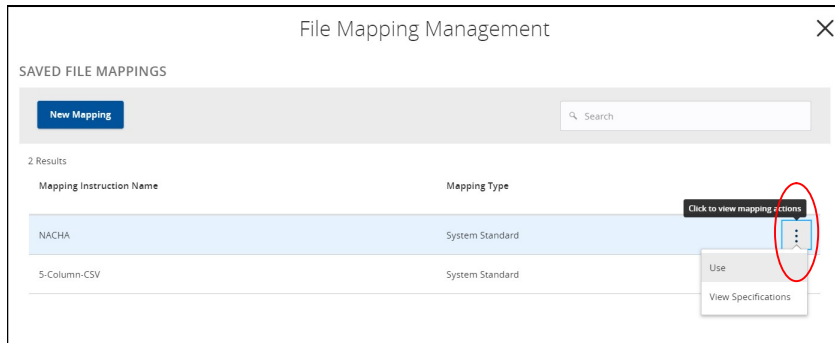 File Mapping Management
SAVED FILE MAPPINGS
New Mapping
Search
2 Results
Mapping Instruction Name Mapping Type
Click to view mapping actions
NACHA System Standard
Use
5-Column-CSV System Standard
View Specifications